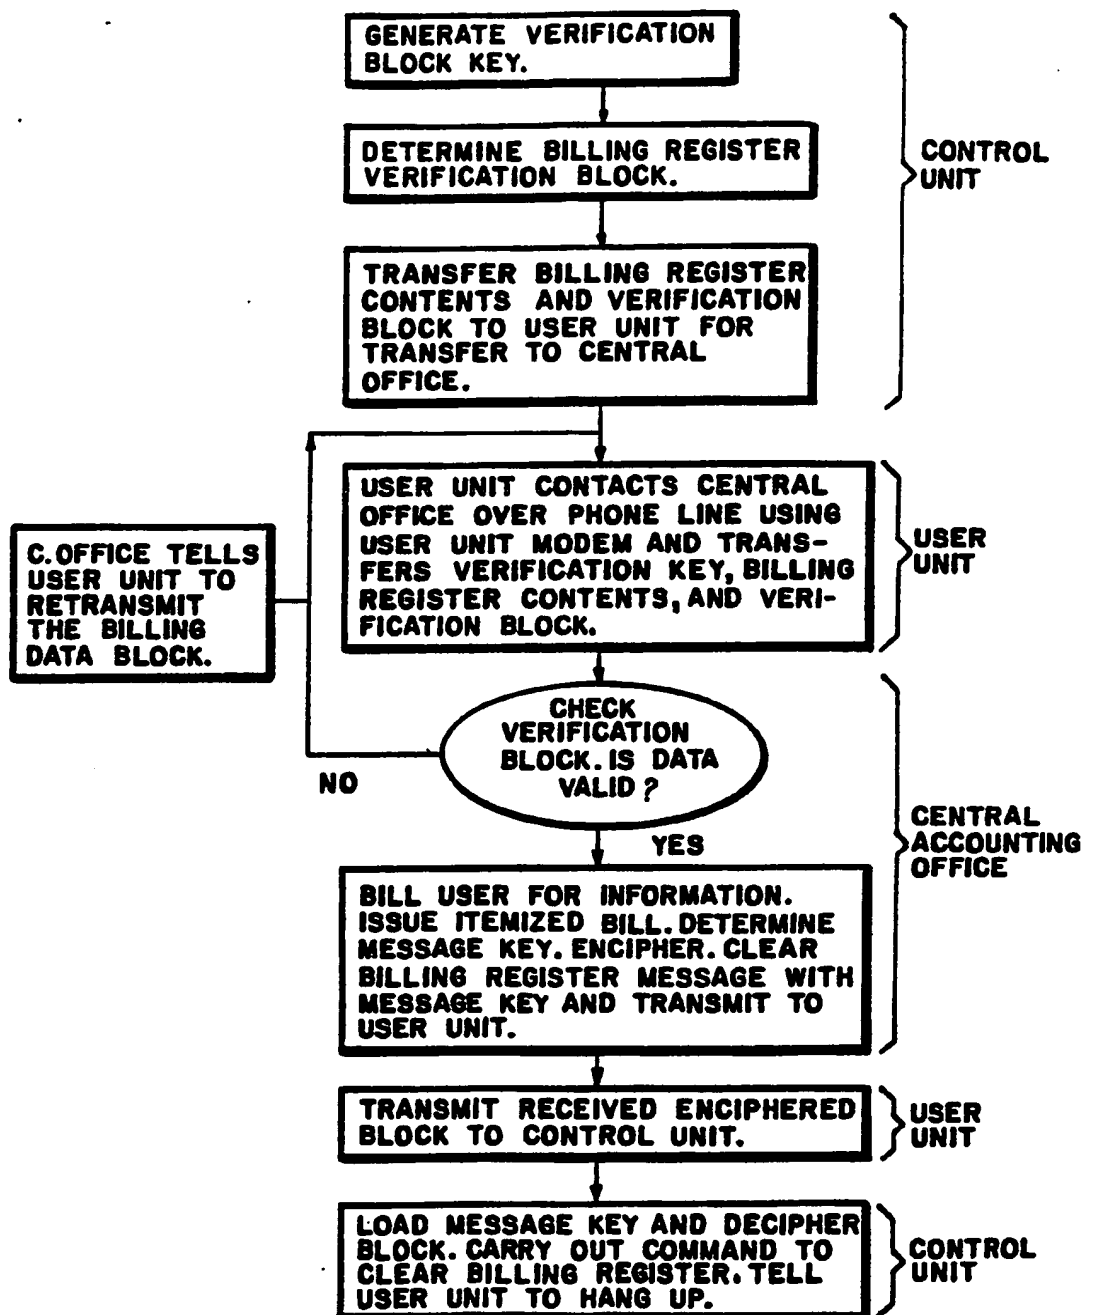 GENERATE VERIFICATION
BLOCK KEY.
DETERMINE BILLING REGISTER
VERIFICATION BLOCK.
CONTROL
UNIT
TRANSFER BILLING REGISTER
CONTENTS AND VERIFICATION
BLOCK TO USER UNIT FOR
TRANSFER TO CENTRAL
OFFICE.
USER UNIT CONTACTS CENTRAL
OFFICE OVER PHONE LINE USING
USER UNIT MODEM AND TRANS-
FERS VERIFICATION KEY, BILLING
REGISTER CONTENTS, AND VERI-
FICATION BLOCK.
USER
UNIT
C. OFFICE TELLS
USER UNIT TO
RETRANSMIT
THE BILLING
DATA BLOCK.
CHECK
VERIFICATION
BLOCK. IS DATA
VALID?
NO
YES
CENTRAL
ACCOUNTING
OFFICE
BILL USER FOR INFORMATION.
ISSUE ITEMIZED BILL. DETERMINE
MESSAGE KEY. ENCIPHER. CLEAR
BILLING REGISTER MESSAGE WITH
MESSAGE KEY AND TRANSMIT TO
USER UNIT.
TRANSMIT RECEIVED ENCIPHERED
BLOCK TO CONTROL UNIT.
USER
UNIT
LOAD MESSAGE KEY AND DECIPHER
BLOCK. CARRY OUT COMMAND TO
CLEAR BILLING REGISTER. TELL
USER UNIT TO HANG UP.
CONTROL
UNIT